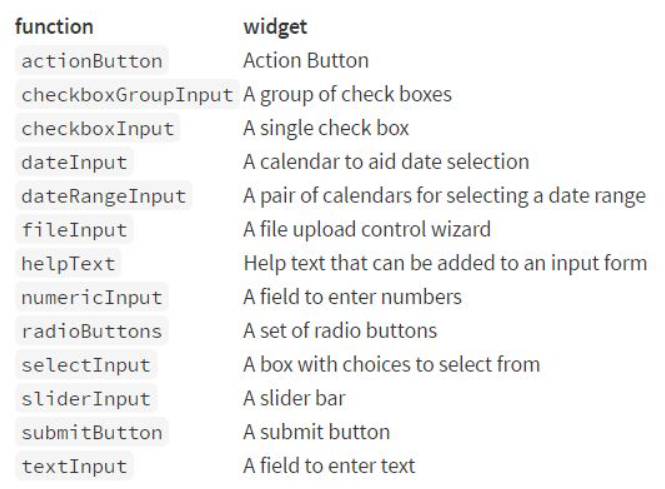 function widget
actionButton Action Button
checkboxGroupInput A group of check boxes
checkboxInput A single check box
dateInput A calendar to aid date selection
dateRangeInput A pair of calendars for selecting a date range
fileInput A file upload control wizard
helpText Help text that can be added to an input form
numericInput A field to enter numbers
radioButtons A set of radio buttons
selectInput A box with choices to select from
sliderInput A slider bar
submitButton A submit button
textInput A field to enter text